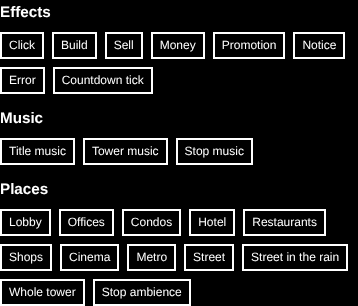 Effects
Click Build Sell Money Promotion Notice
Error Countdown tick
Music
Title music Tower music Stop music
Places
Lobby Offices Condos Hotel Restaurants
Shops Cinema Metro Street Street in the rain
Whole tower Stop ambience